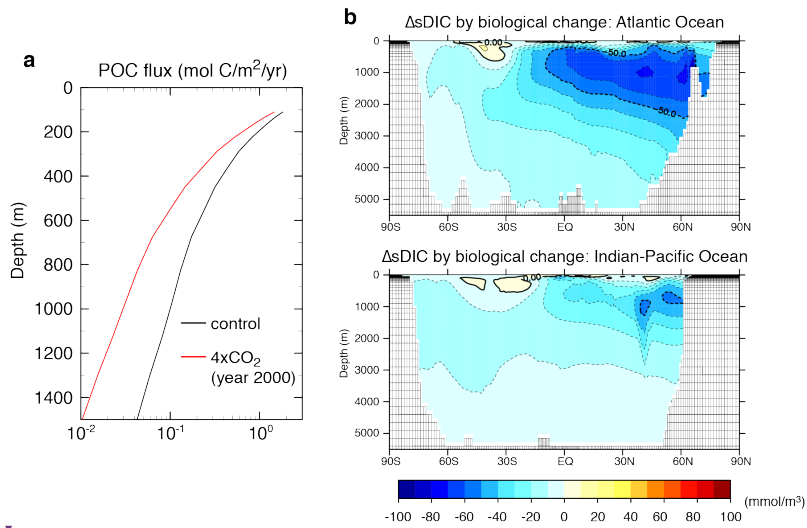 a
POC flux (mol C/m²/yr)
0
200
400
600
800
1000
1200
1400
Depth (m)
control
4xCO₂
(year 2000)
10⁻² 10⁻¹ 10⁰
b
ΔsDIC by biological change: Atlantic Ocean
0
1000
2000
3000
4000
5000
Depth (m)
0.00
50.0
-50.0
90S 60S 30S EQ 30N 60N 90N
ΔsDIC by biological change: Indian-Pacific Ocean
0
1000
2000
3000
4000
5000
Depth (m)
0.00
90S 60S 30S EQ 30N 60N 90N
-100 -80 -60 -40 -20 0 20 40 60 80 100
(mmol/m³)